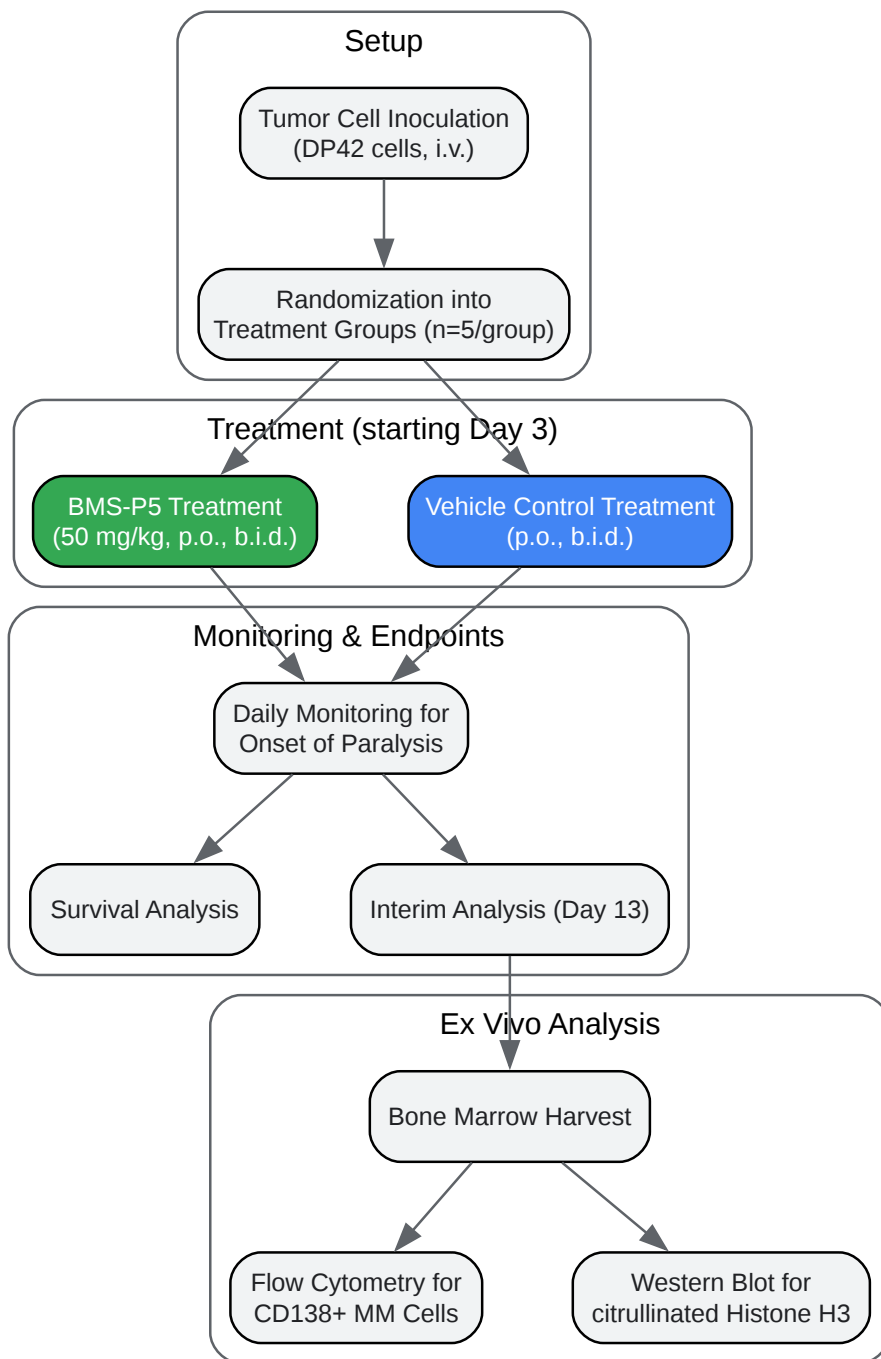 Setup
Tumor Cell Inoculation
(DP42 cells, i.v.)
Randomization into
Treatment Groups (n=5/group)
Treatment (starting Day 3)
BMS-P5 Treatment
(50 mg/kg, p.o., b.i.d.)
Vehicle Control Treatment
(p.o., b.i.d.)
Monitoring & Endpoints
Daily Monitoring for
Onset of Paralysis
Survival Analysis
Interim Analysis (Day 13)
Ex Vivo Analysis
Bone Marrow Harvest
Flow Cytometry for
CD138+ MM Cells
Western Blot for
citrullinated Histone H3